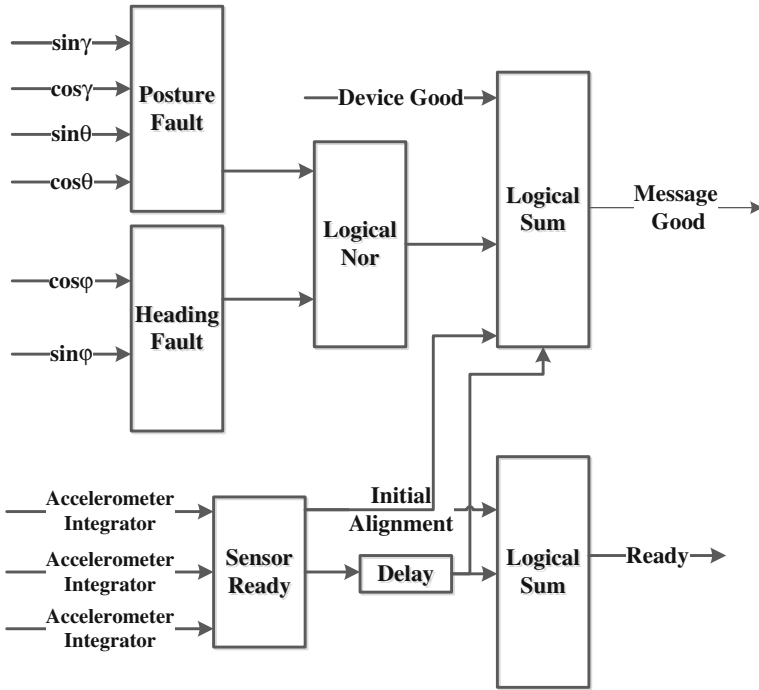 sinγ
cosγ
sinθ
cosθ
Posture
Fault
Device Good
Logical
Nor
Logical
Sum
Message
Good
cosφ
sinφ
Heading
Fault
Accelerometer
Integrator
Accelerometer
Integrator
Accelerometer
Integrator
Sensor
Ready
Initial
Alignment
Delay
Logical
Sum
Ready